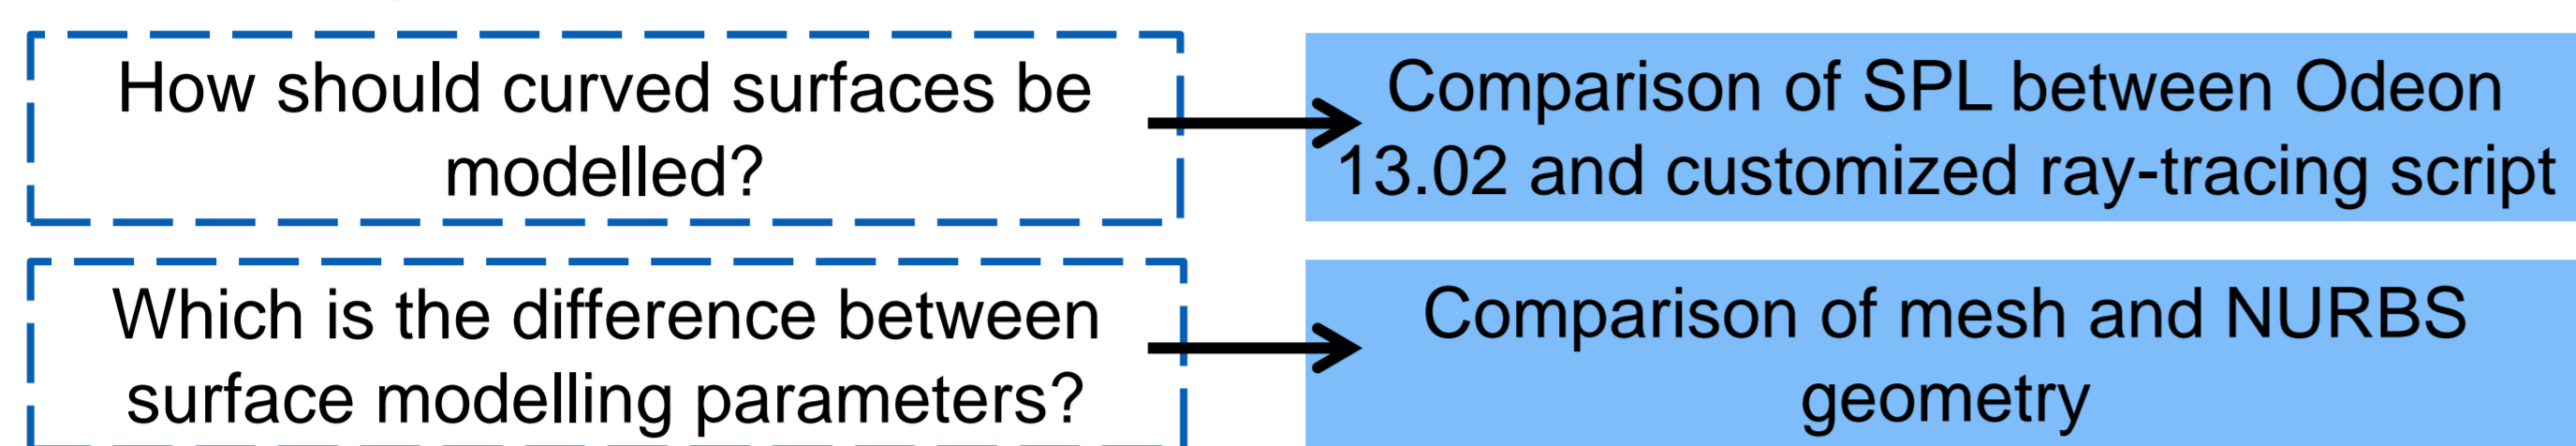 How should curved surfaces be
modelled?
Comparison of SPL between Odeon
13.02 and customized ray-tracing script
Which is the difference between
surface modelling parameters?
Comparison of mesh and NURBS
geometry